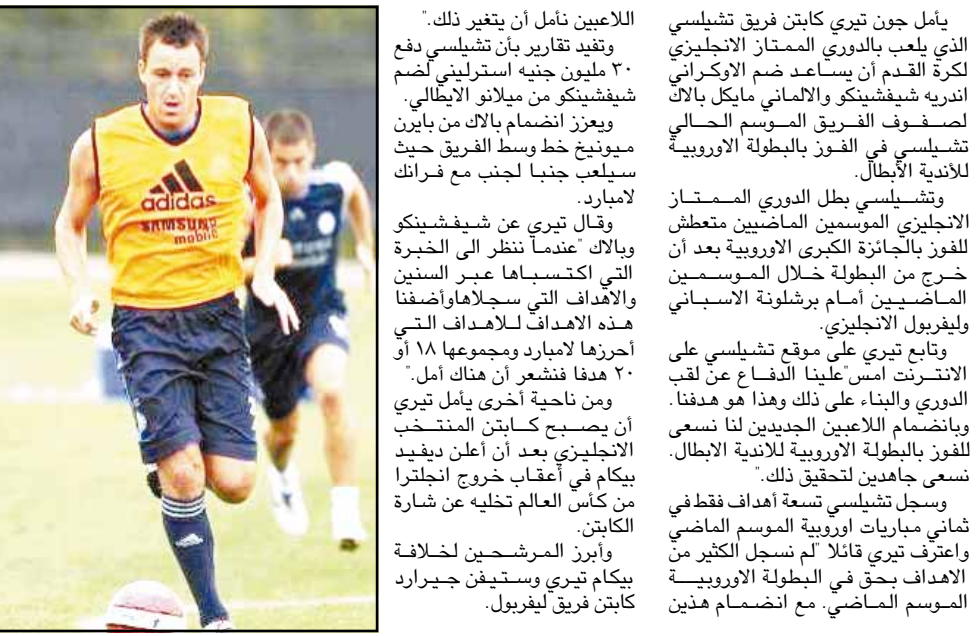 يأمل جون تيري كابتن فريق تشيلسي
الذي يلعب بالدوري الممتاز الانجليزي
لكرة القدم أن يساعد ضم الاوكراني
اندريه شيفشينكو والالماني مايكل بالاك
لصفوف الفريق الموسم الحالي
تشيلسي في الفوز بالبطولة الاوروبية
للأندية الأبطال.
وتشيلسي بطل الدوري الممتاز
الانجليزي الموسمين الماضيين متعطش
للفوز بالجائزة الكبرى الاوروبية بعد أن
خرج من البطولة خلال الموسمين
الماضيين أمام برشلونة الاسباني
وليفربول الانجليزي.
وتابع تيري على موقع تشيلسي على
الانترنت امس"علينا الدفاع عن لقب
الدوري والبناء على ذلك وهذا هو هدفنا.
وبانضمام اللاعبين الجديدين لنا نسعى
للفوز بالبطولة الاوروبية للاندية الابطال.
نسعى جاهدين لتحقيق ذلك."
وسجل تشيلسي تسعة أهداف فقط في
ثماني مباريات اوروبية الموسم الماضي
واعترف تيري قائلا "لم نسجل الكثير من
الاهداف بحق في البطولة الاوروبية
الموسم الماضي. مع انضمام هذين
اللاعبين نأمل أن يتغير ذلك."
وتفيد تقارير بأن تشيلسي دفع
٣٠ مليون جنيه استرليني لضم
شيفشينكو من ميلانو الايطالي.
ويعزز انضمام بالاك من بايرن
ميونيخ خط وسط الفريق حيث
سيلعب جنبا لجنب مع فرانك
لامبارد.
وقال تيري عن شيفشينكو
وبالاك "عندما ننظر الى الخبرة
التي اكتسباها عبر السنين
والاهداف التي سجلاهاوأضفنا
هذه الاهداف للاهداف التي
أحرزها لامبارد ومجموعها ١٨ أو
٢٠ هدفا فنشعر أن هناك أمل."
ومن ناحية أخرى يأمل تيري
أن يصبح كابتن المنتخب
الانجليزي بعد أن أعلن ديفيد
بيكام في أعقاب خروج انجلترا
من كأس العالم تخليه عن شارة
الكابتن.
وأبرز المرشحين لخلافة
بيكام تيري وستيفن جيرارد
كابتن فريق ليفربول.
adidas
SAMSUNG
mobile